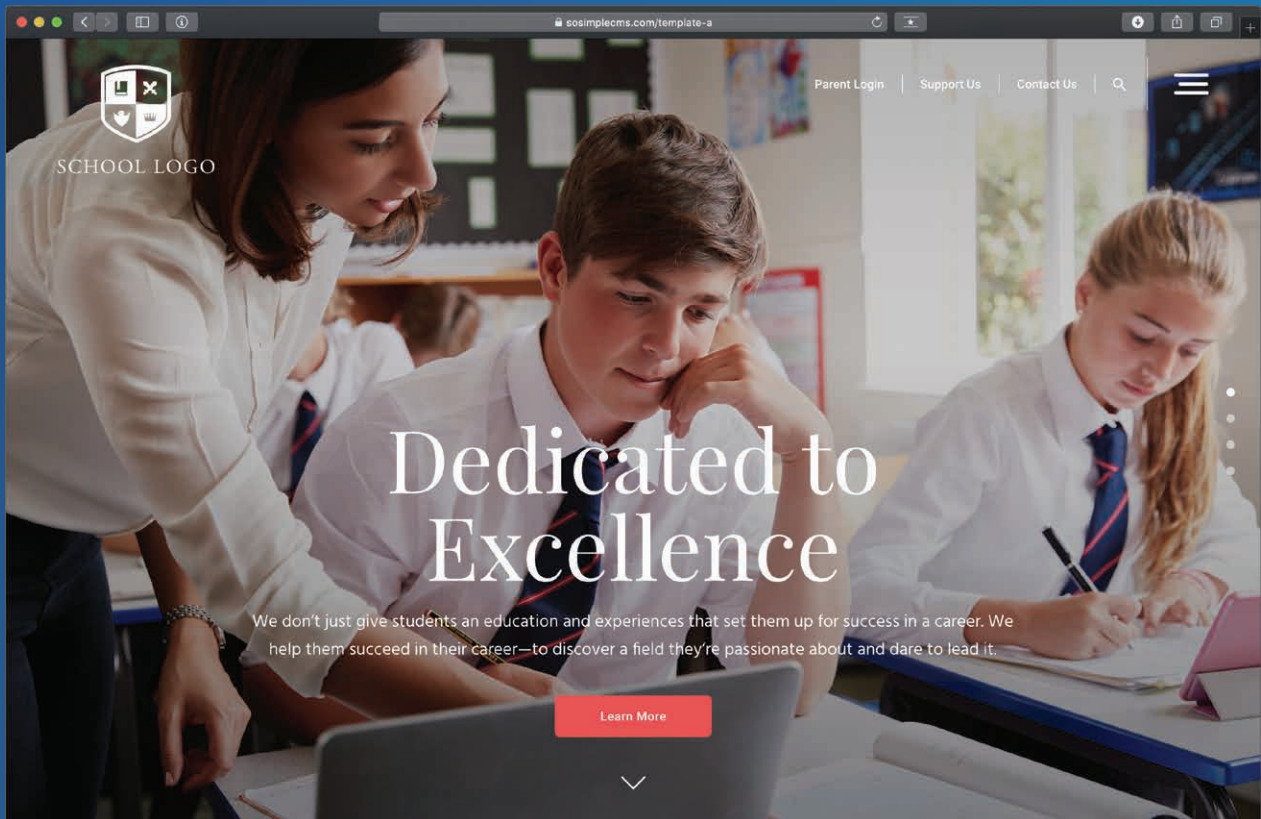 sosimplecms.com/template-a
Parent Login
Support Us
Contact Us
SCHOOL LOGO
Dedicated to
Excellence
We don’t just give students an education and experiences that set them up for success in a career. We
help them succeed in their career—to discover a field they’re passionate about and dare to lead it.
Learn More